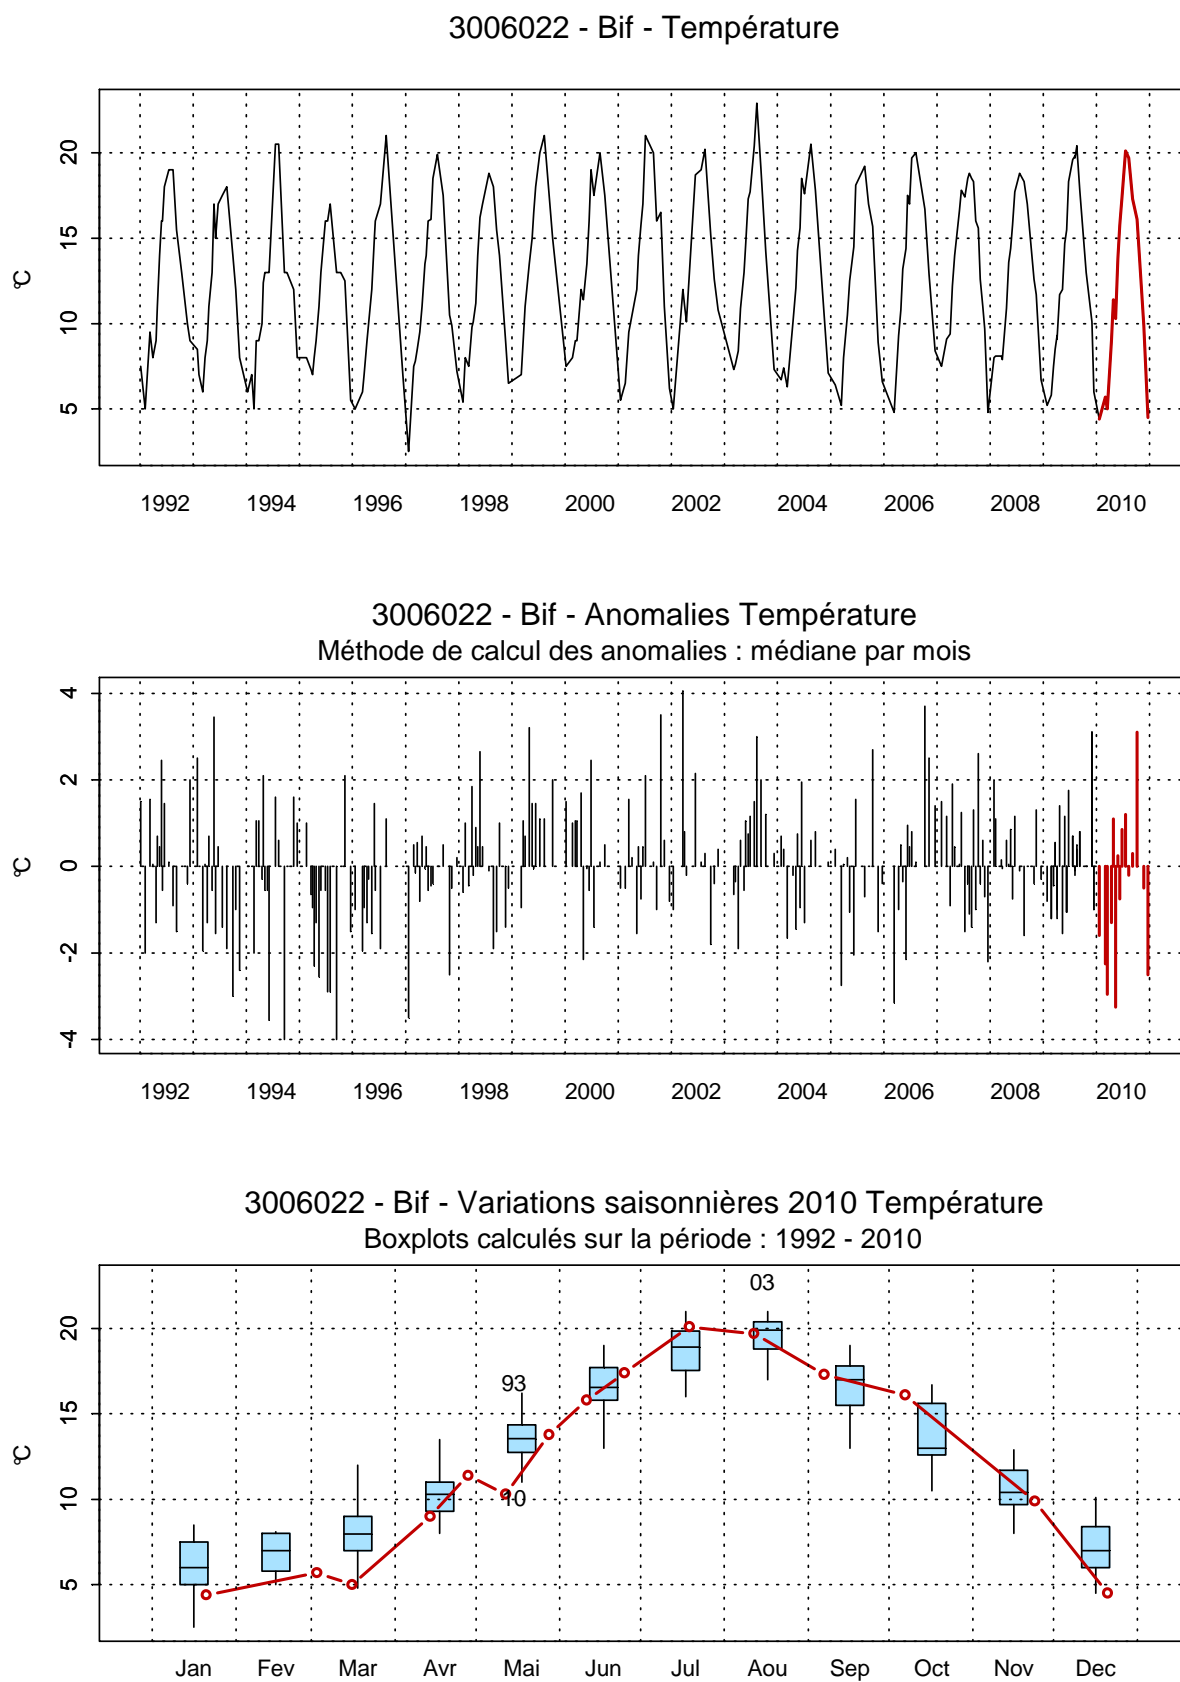 3006022 - Bif - Température
°C
20
15
10
5
1992 1994 1996 1998 2000 2002 2004 2006 2008 2010
3006022 - Bif - Anomalies Température
Méthode de calcul des anomalies : médiane par mois
°C
4
2
0
-2
-4
1992 1994 1996 1998 2000 2002 2004 2006 2008 2010
3006022 - Bif - Variations saisonnières 2010 Température
Boxplots calculés sur la période : 1992 - 2010
°C
03
20
93
15
10
10
5
Jan Fev Mar Avr Mai Jun Jul Aou Sep Oct Nov Dec